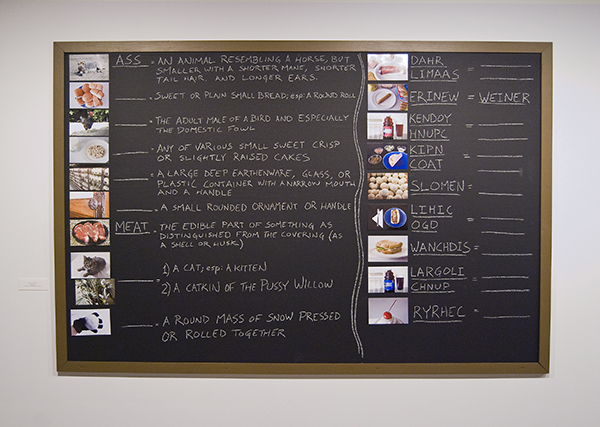 ASS = AN ANIMAL RESEMBLING A HORSE, BUT
SMALLER WITH A SHORTER MANE, SHORTER
TAIL HAIR, AND LONGER EARS.
= SWEET OR PLAIN SMALL BREAD; esp: A ROUND ROLL
= THE ADULT MALE OF A BIRD AND ESPECIALLY
THE DOMESTIC FOWL
= ANY OF VARIOUS SMALL SWEET CRISP
OR SLIGHTLY RAISED CAKES
= A LARGE DEEP EARTHENWARE, GLASS, OR
PLASTIC CONTAINER WITH A NARROW MOUTH
AND A HANDLE
= A SMALL ROUNDED ORNAMENT OR HANDLE
MEAT = THE EDIBLE PART OF SOMETHING AS
DISTINGUISHED FROM THE COVERING (AS
A SHELL OR HUSK)
1) A CAT; esp: A KITTEN
2) A CATKIN OF THE PUSSY WILLOW
= A ROUND MASS OF SNOW PRESSED
OR ROLLED TOGETHER
DAHR
LIMAAS =
ERINEW = WEINER
KENDOY
HNUPC =
KIPN
COAT =
SLOMEN =
LIHIC
OGD =
WANCHDIS =
LARGOLI
CHNUP =
RYRHEC =